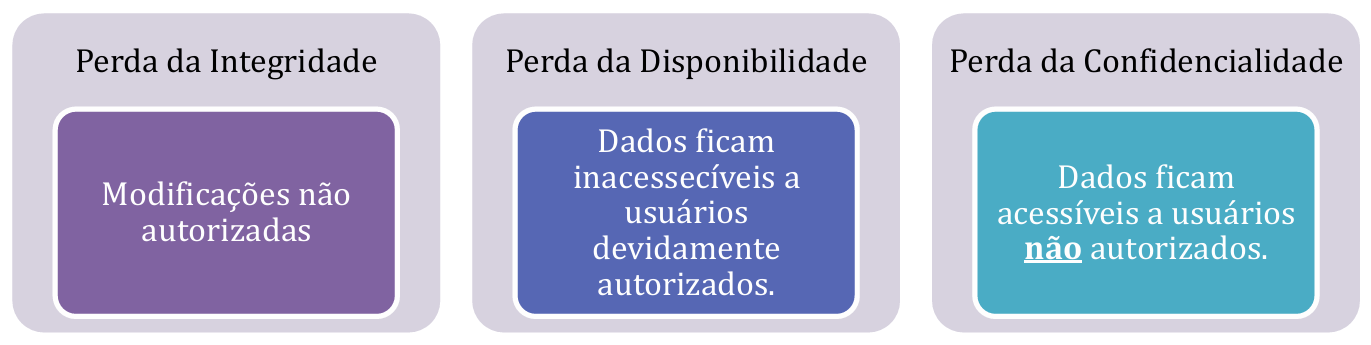 Perda da Integridade
Modificações não
autorizadas
Perda da Disponibilidade
Dados ficam
inacessecíveis a
usuários
devidamente
autorizados.
Perda da Confidencialidade
Dados ficam
acessíveis a usuários
não autorizados.